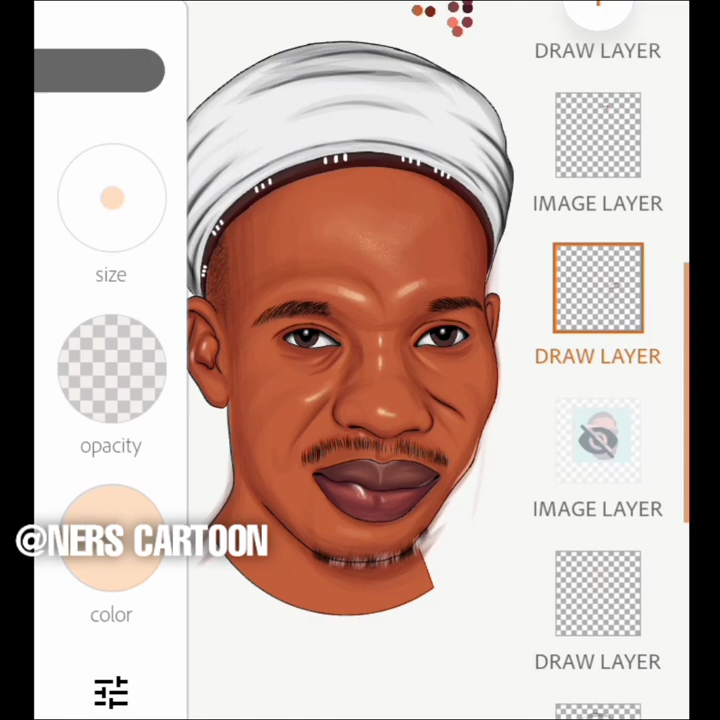 DRAW LAYER
IMAGE LAYER
size
DRAW LAYER
opacity
IMAGE LAYER
@NERS CARTOON
color
DRAW LAYER